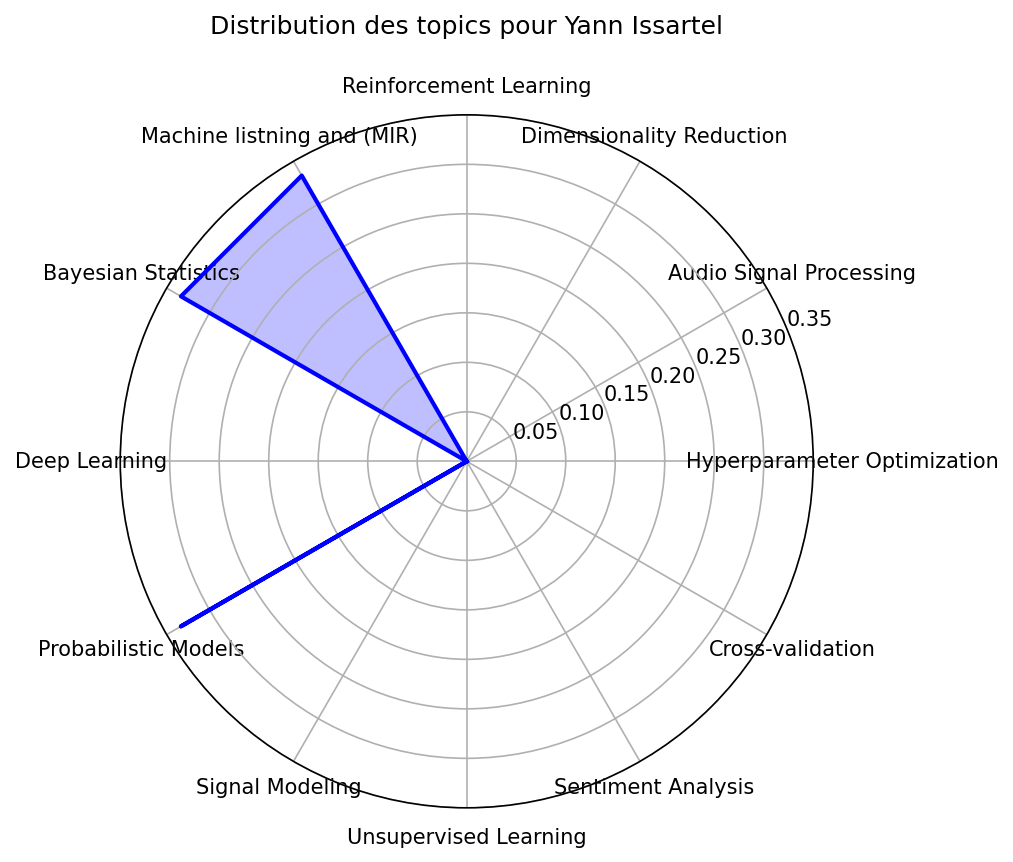 Distribution des topics pour Yann Issartel
Reinforcement Learning
Machine listning and (MIR)
Dimensionality Reduction
Bayesian Statistics
Audio Signal Processing
0.35
0.30
0.25
0.20
0.15
0.10
0.05
Deep Learning
Hyperparameter Optimization
Probabilistic Models
Cross-validation
Signal Modeling
Sentiment Analysis
Unsupervised Learning